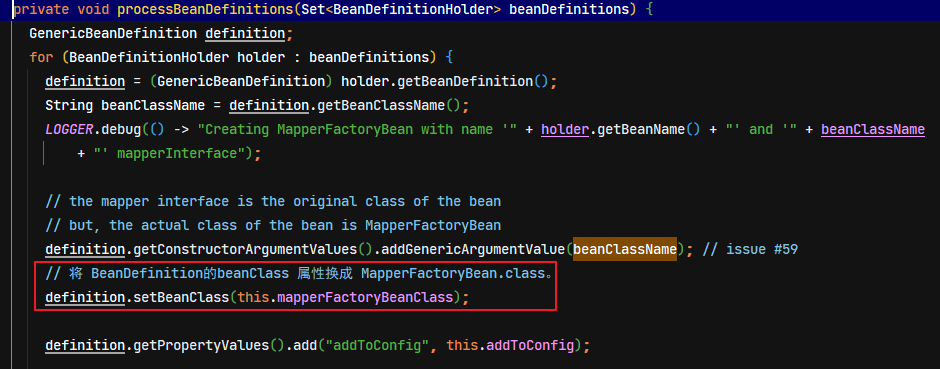 private void processBeanDefinitions(Set<BeanDefinitionHolder> beanDefinitions) {
GenericBeanDefinition definition;
for (BeanDefinitionHolder holder : beanDefinitions) {
definition = (GenericBeanDefinition) holder.getBeanDefinition();
String beanClassName = definition.getBeanClassName();
LOGGER.debug(() -> "Creating MapperFactoryBean with name '" + holder.getBeanName() + "' and '" + beanClassName
+ "' mapperInterface");
// the mapper interface is the original class of the bean
// but, the actual class of the bean is MapperFactoryBean
definition.getConstructorArgumentValues().addGenericArgumentValue(beanClassName); // issue #59
// 将 BeanDefinition的beanClass 属性换成 MapperFactoryBean.class。
definition.setBeanClass(this.mapperFactoryBeanClass);
definition.getPropertyValues().add("addToConfig", this.addToConfig);